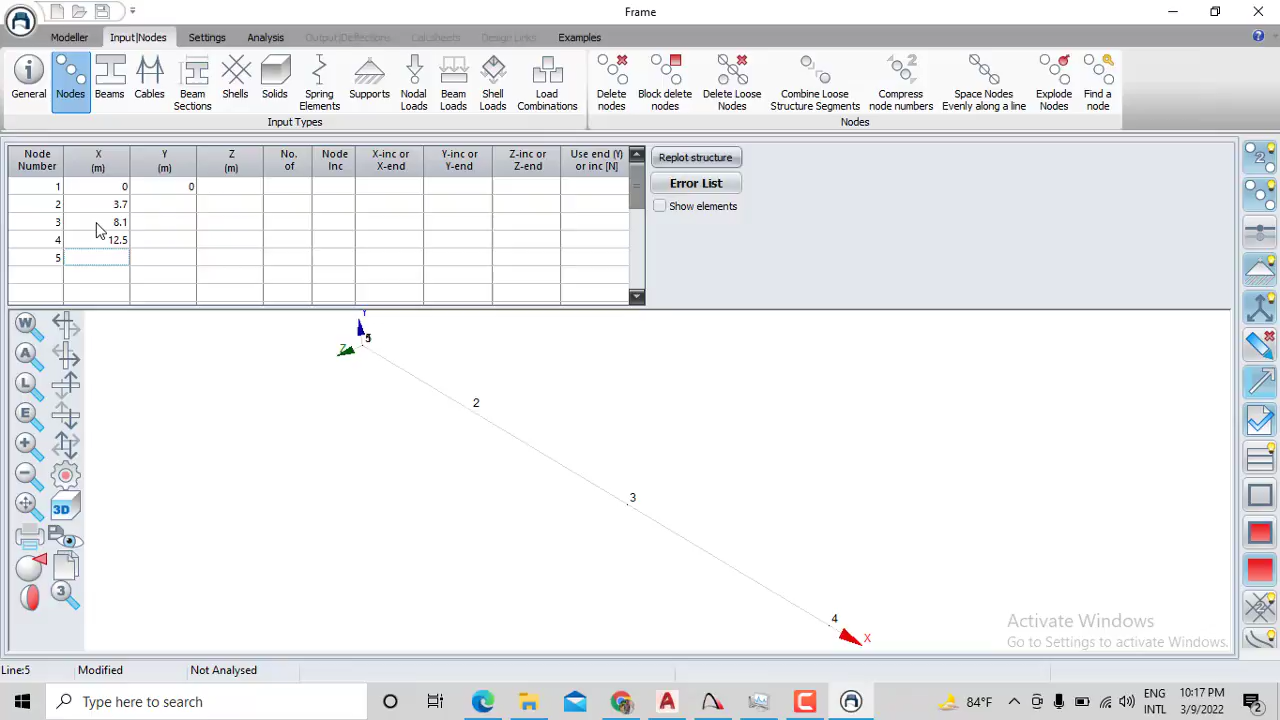 Frame
Modeller
Input|Nodes
Settings
Analysis
Output|Deflections
Calcsheets
Design Links
Examples
General
Nodes
Beams
Cables
Beam
Sections
Shells
Solids
Spring
Elements
Supports
Nodal
Loads
Beam
Loads
Shell
Loads
Load
Combinations
Input Types
Delete
nodes
Block delete
nodes
Delete Loose
Nodes
Combine Loose
Structure Segments
Compress
node numbers
Space Nodes
Evenly along a line
Explode
Nodes
Find a
node
Nodes
Node Number X (m) Y (m) Z (m) No. of Node Inc X-inc or X-end Y-inc or Y-end Z-inc or Z-end Use end (Y) or inc [N]
1 0 0
2 3.7
3 8.1
4 12.5
5
Replot structure
Error List
Show elements
Y
Z
5
2
3
4
X
W
A
L
E
3D
3
2
2
2
Activate Windows
Go to Settings to activate Windows.
Line:5 Modified Not Analysed
Type here to search
84°F
ENG
INTL
10:17 PM
3/9/2022
2